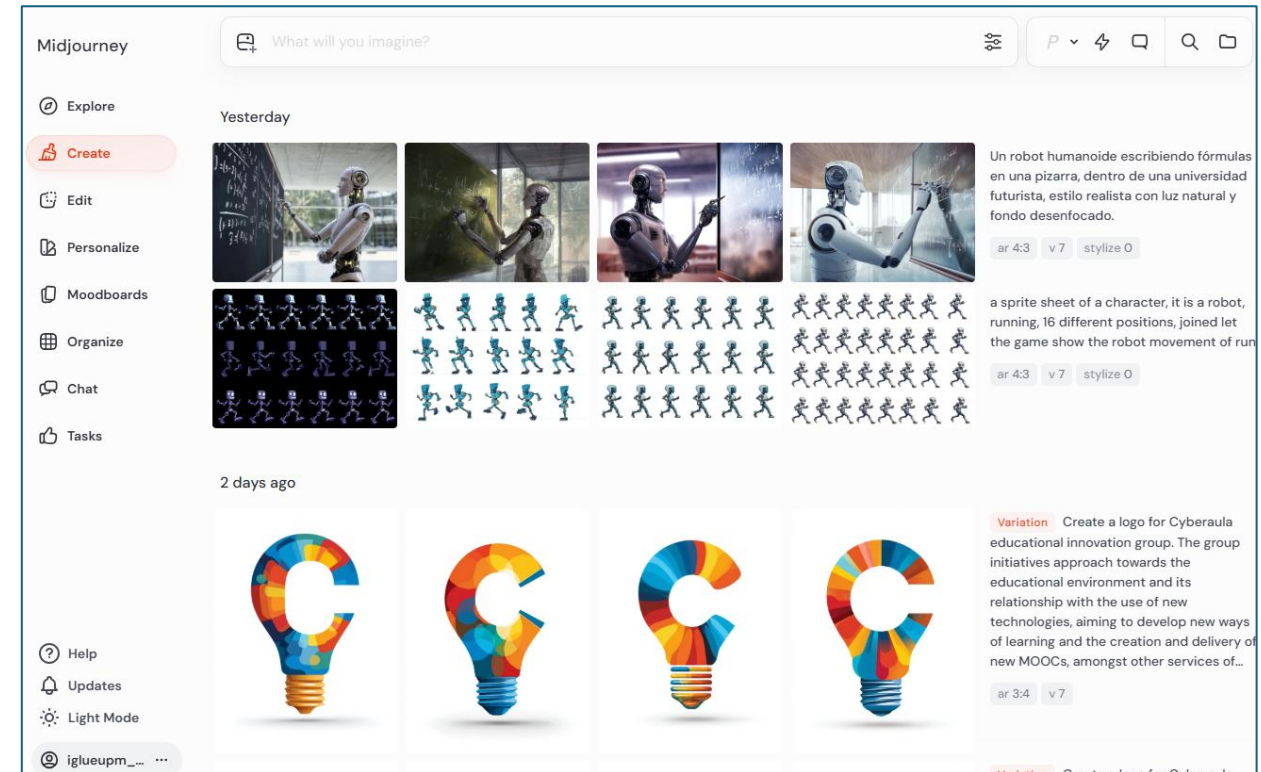 Midjourney
What will you imagine?
P
Explore
Create
Edit
Personalize
Moodboards
Organize
Chat
Tasks
Help
Updates
Light Mode
iglueupm_... ...
Yesterday
Un robot humanoide escribiendo fórmulas
en una pizarra, dentro de una universidad
futurista, estilo realista con luz natural y
fondo desenfocado.
ar 4:3 v 7 stylize 0
a sprite sheet of a character, it is a robot,
running, 16 different positions, joined let
the game show the robot movement of run
ar 4:3 v 7 stylize 0
2 days ago
Variation Create a logo for Cyberaula
educational innovation group. The group
initiatives approach towards the
educational environment and its
relationship with the use of new
technologies, aiming to develop new ways
of learning and the creation and delivery of
new MOOCs, amongst other services of...
ar 3:4 v 7